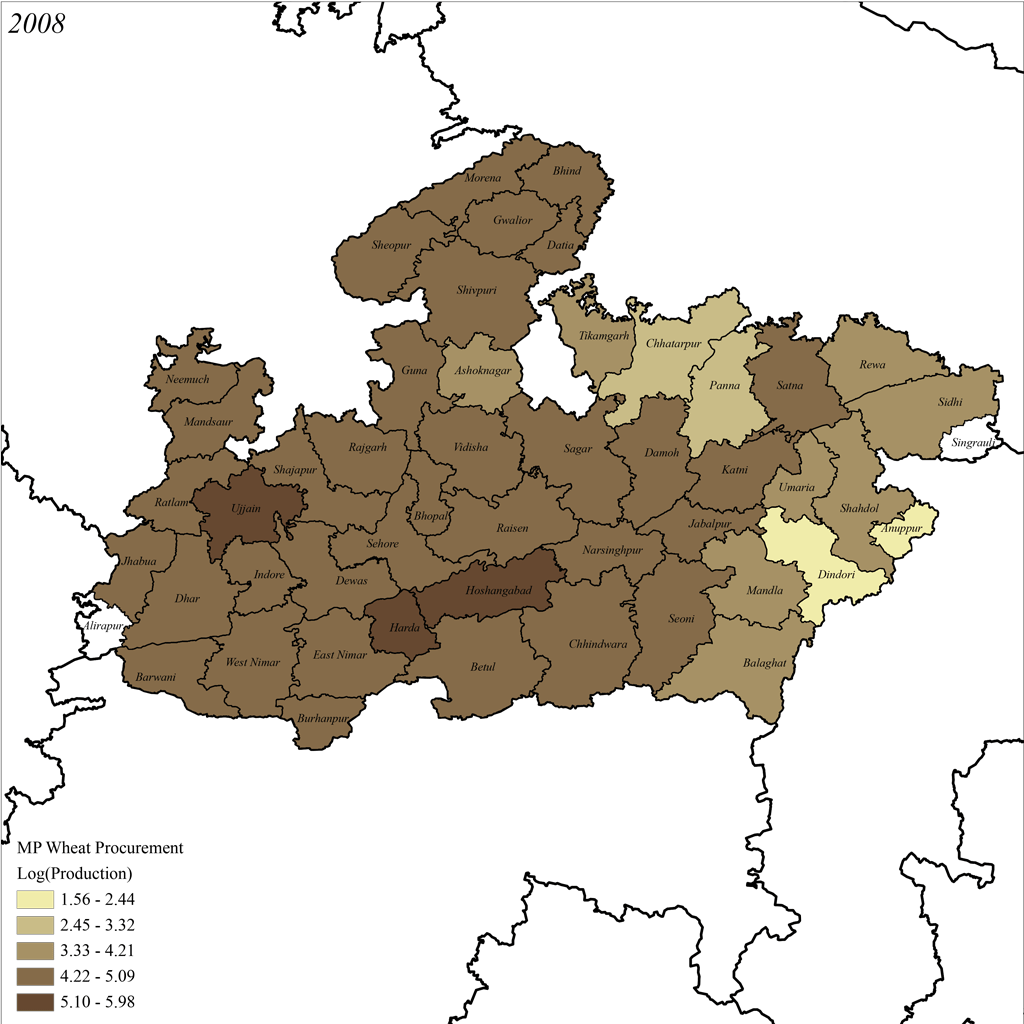 2008
Bhind
Morena
Gwalior
Sheopur
Datia
Shivpuri
Tikamgarh
Chhatarpur
Guna
Ashoknagar
Rewa
Neemuch
Panna
Satna
Sidhi
Mandsaur
Singrauli
Rajgarh
Vidisha
Sagar
Damoh
Shajapur
Katni
Umaria
Ratlam
Ujjain
Shahdol
Bhopal
Raisen
Jabalpur
Anuppur
Sehore
Narsinghpur
Jhabua
Indore
Dewas
Dindori
Hoshangabad
Mandla
Dhar
Seoni
Alirapur
Harda
Chhindwara
East Nimar
West Nimar
Betul
Balaghat
Barwani
Burhanpur
MP Wheat Procurement
Log(Production)
1.56 - 2.44
2.45 - 3.32
3.33 - 4.21
4.22 - 5.09
5.10 - 5.98